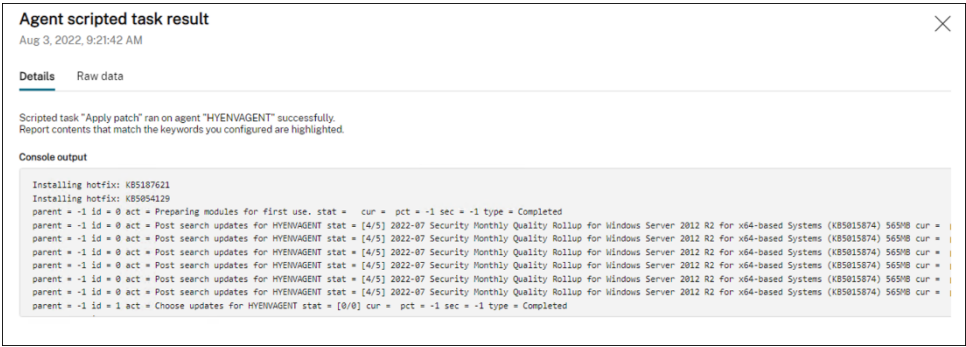 Agent scripted task result
Aug 3, 2022, 9:21:42 AM
Details Raw data
Scripted task "Apply patch" ran on agent "HYENVAGENT" successfully.
Report contents that match the keywords you configured are highlighted.
Console output
Installing hotfix: KB5187621
Installing hotfix: KB5054129
parent = -1 id = 0 act = Preparing modules for first use. stat =   cur =  pct = -1 sec = -1 type = Completed
parent = -1 id = 0 act = Post search updates for HYENVAGENT stat = [4/5] 2022-07 Security Monthly Quality Rollup for Windows Server 2012 R2 for x64-based Systems (KB5015874) 565MB cur =
parent = -1 id = 0 act = Post search updates for HYENVAGENT stat = [4/5] 2022-07 Security Monthly Quality Rollup for Windows Server 2012 R2 for x64-based Systems (KB5015874) 565MB cur =
parent = -1 id = 0 act = Post search updates for HYENVAGENT stat = [4/5] 2022-07 Security Monthly Quality Rollup for Windows Server 2012 R2 for x64-based Systems (KB5015874) 565MB cur =
parent = -1 id = 0 act = Post search updates for HYENVAGENT stat = [4/5] 2022-07 Security Monthly Quality Rollup for Windows Server 2012 R2 for x64-based Systems (KB5015874) 565MB cur =
parent = -1 id = 0 act = Post search updates for HYENVAGENT stat = [4/5] 2022-07 Security Monthly Quality Rollup for Windows Server 2012 R2 for x64-based Systems (KB5015874) 565MB cur =
parent = -1 id = 0 act = Post search updates for HYENVAGENT stat = [4/5] 2022-07 Security Monthly Quality Rollup for Windows Server 2012 R2 for x64-based Systems (KB5015874) 565MB cur =
parent = -1 id = 1 act = Choose updates for HYENVAGENT stat = [0/0] cur =  pct = -1 sec = -1 type = Completed